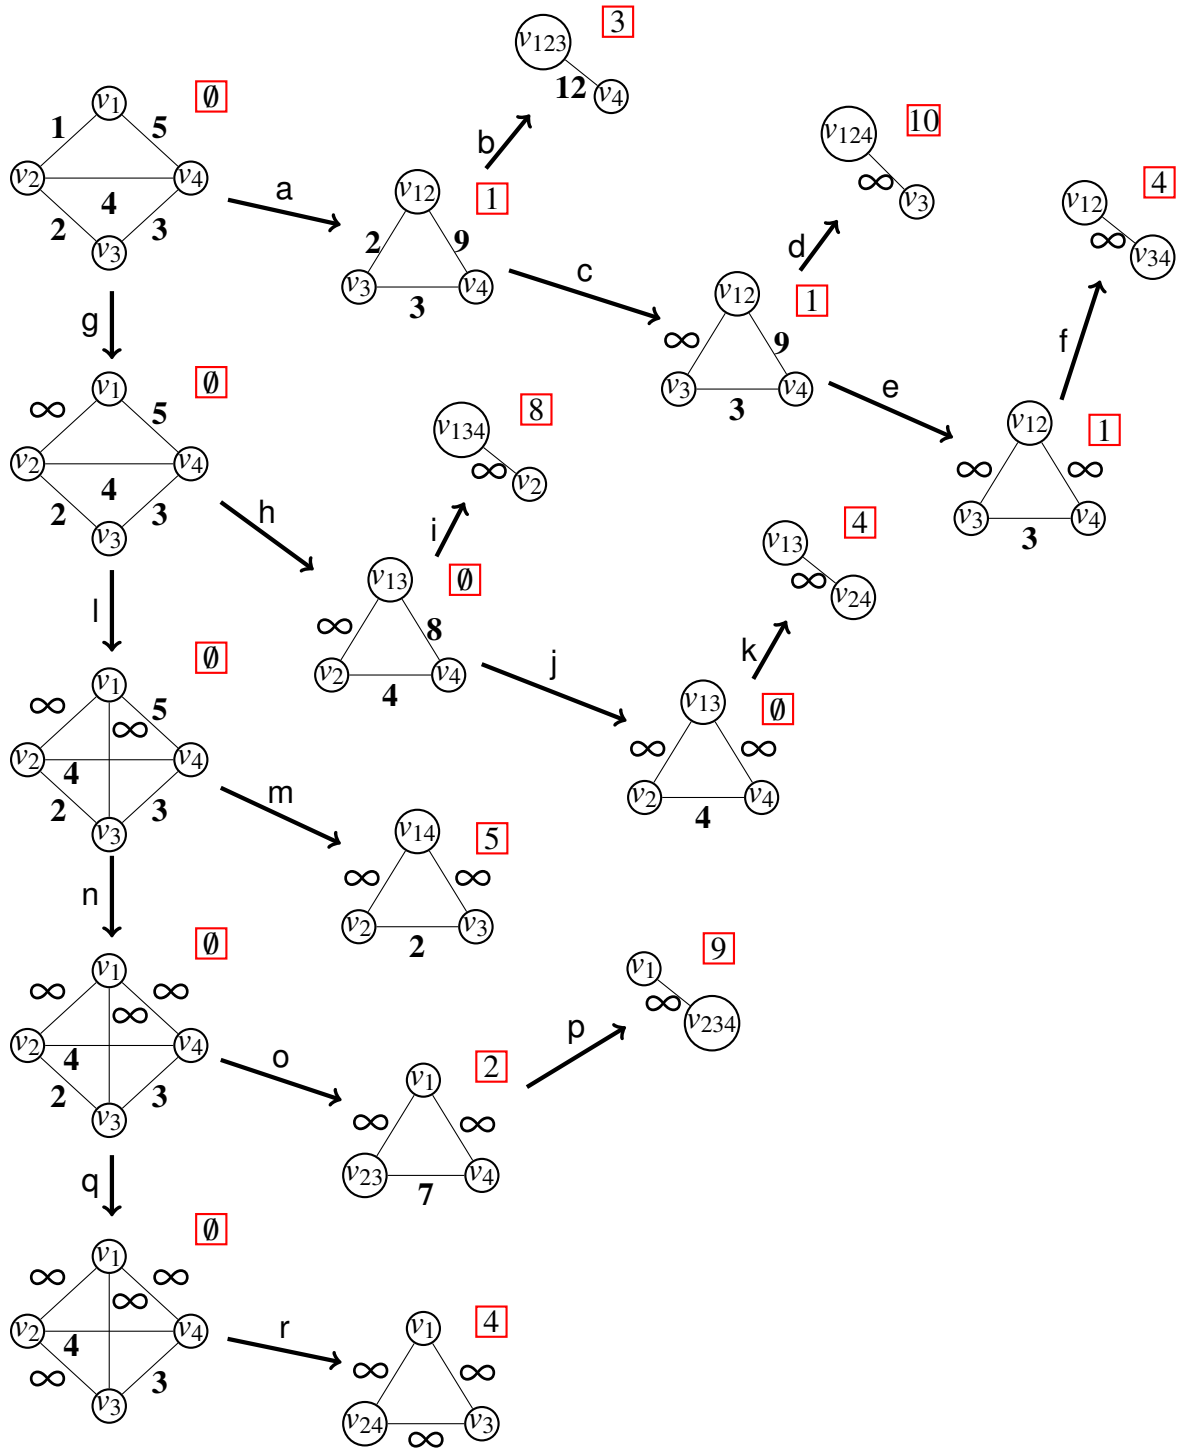 v123 3
12 v4
v1 ∅
1 5
v2 v4
4
2 3
v3
a
b
v12 1
2 9
v3 v4
3
c
v124 10
∞ v3
d
v12 1
∞ 9
v3 v4
3
e
v12 4
∞ v34
f
v12 1
∞ ∞
v3 v4
3
g
v1 ∅
∞ 5
v2 v4
4
2 3
v3
h
v134 8
∞ v2
i
v13 ∅
∞ 8
v2 v4
4
j
v13 4
∞ v24
k
v13 ∅
∞ ∞
v2 v4
4
l
v1 ∅
∞ 5
∞
v2 v4
4
2 3
v3
m
v14 5
∞ ∞
v2 v3
2
n
v1 ∅
∞ ∞
∞
v2 v4
4
2 3
v3
o
v1 2
∞ ∞
v23 v4
7
p
v1 9
∞ v234
q
v1 ∅
∞ ∞
∞
v2 v4
4
∞ 3
v3
r
v1 4
∞ ∞
v24 v3
∞